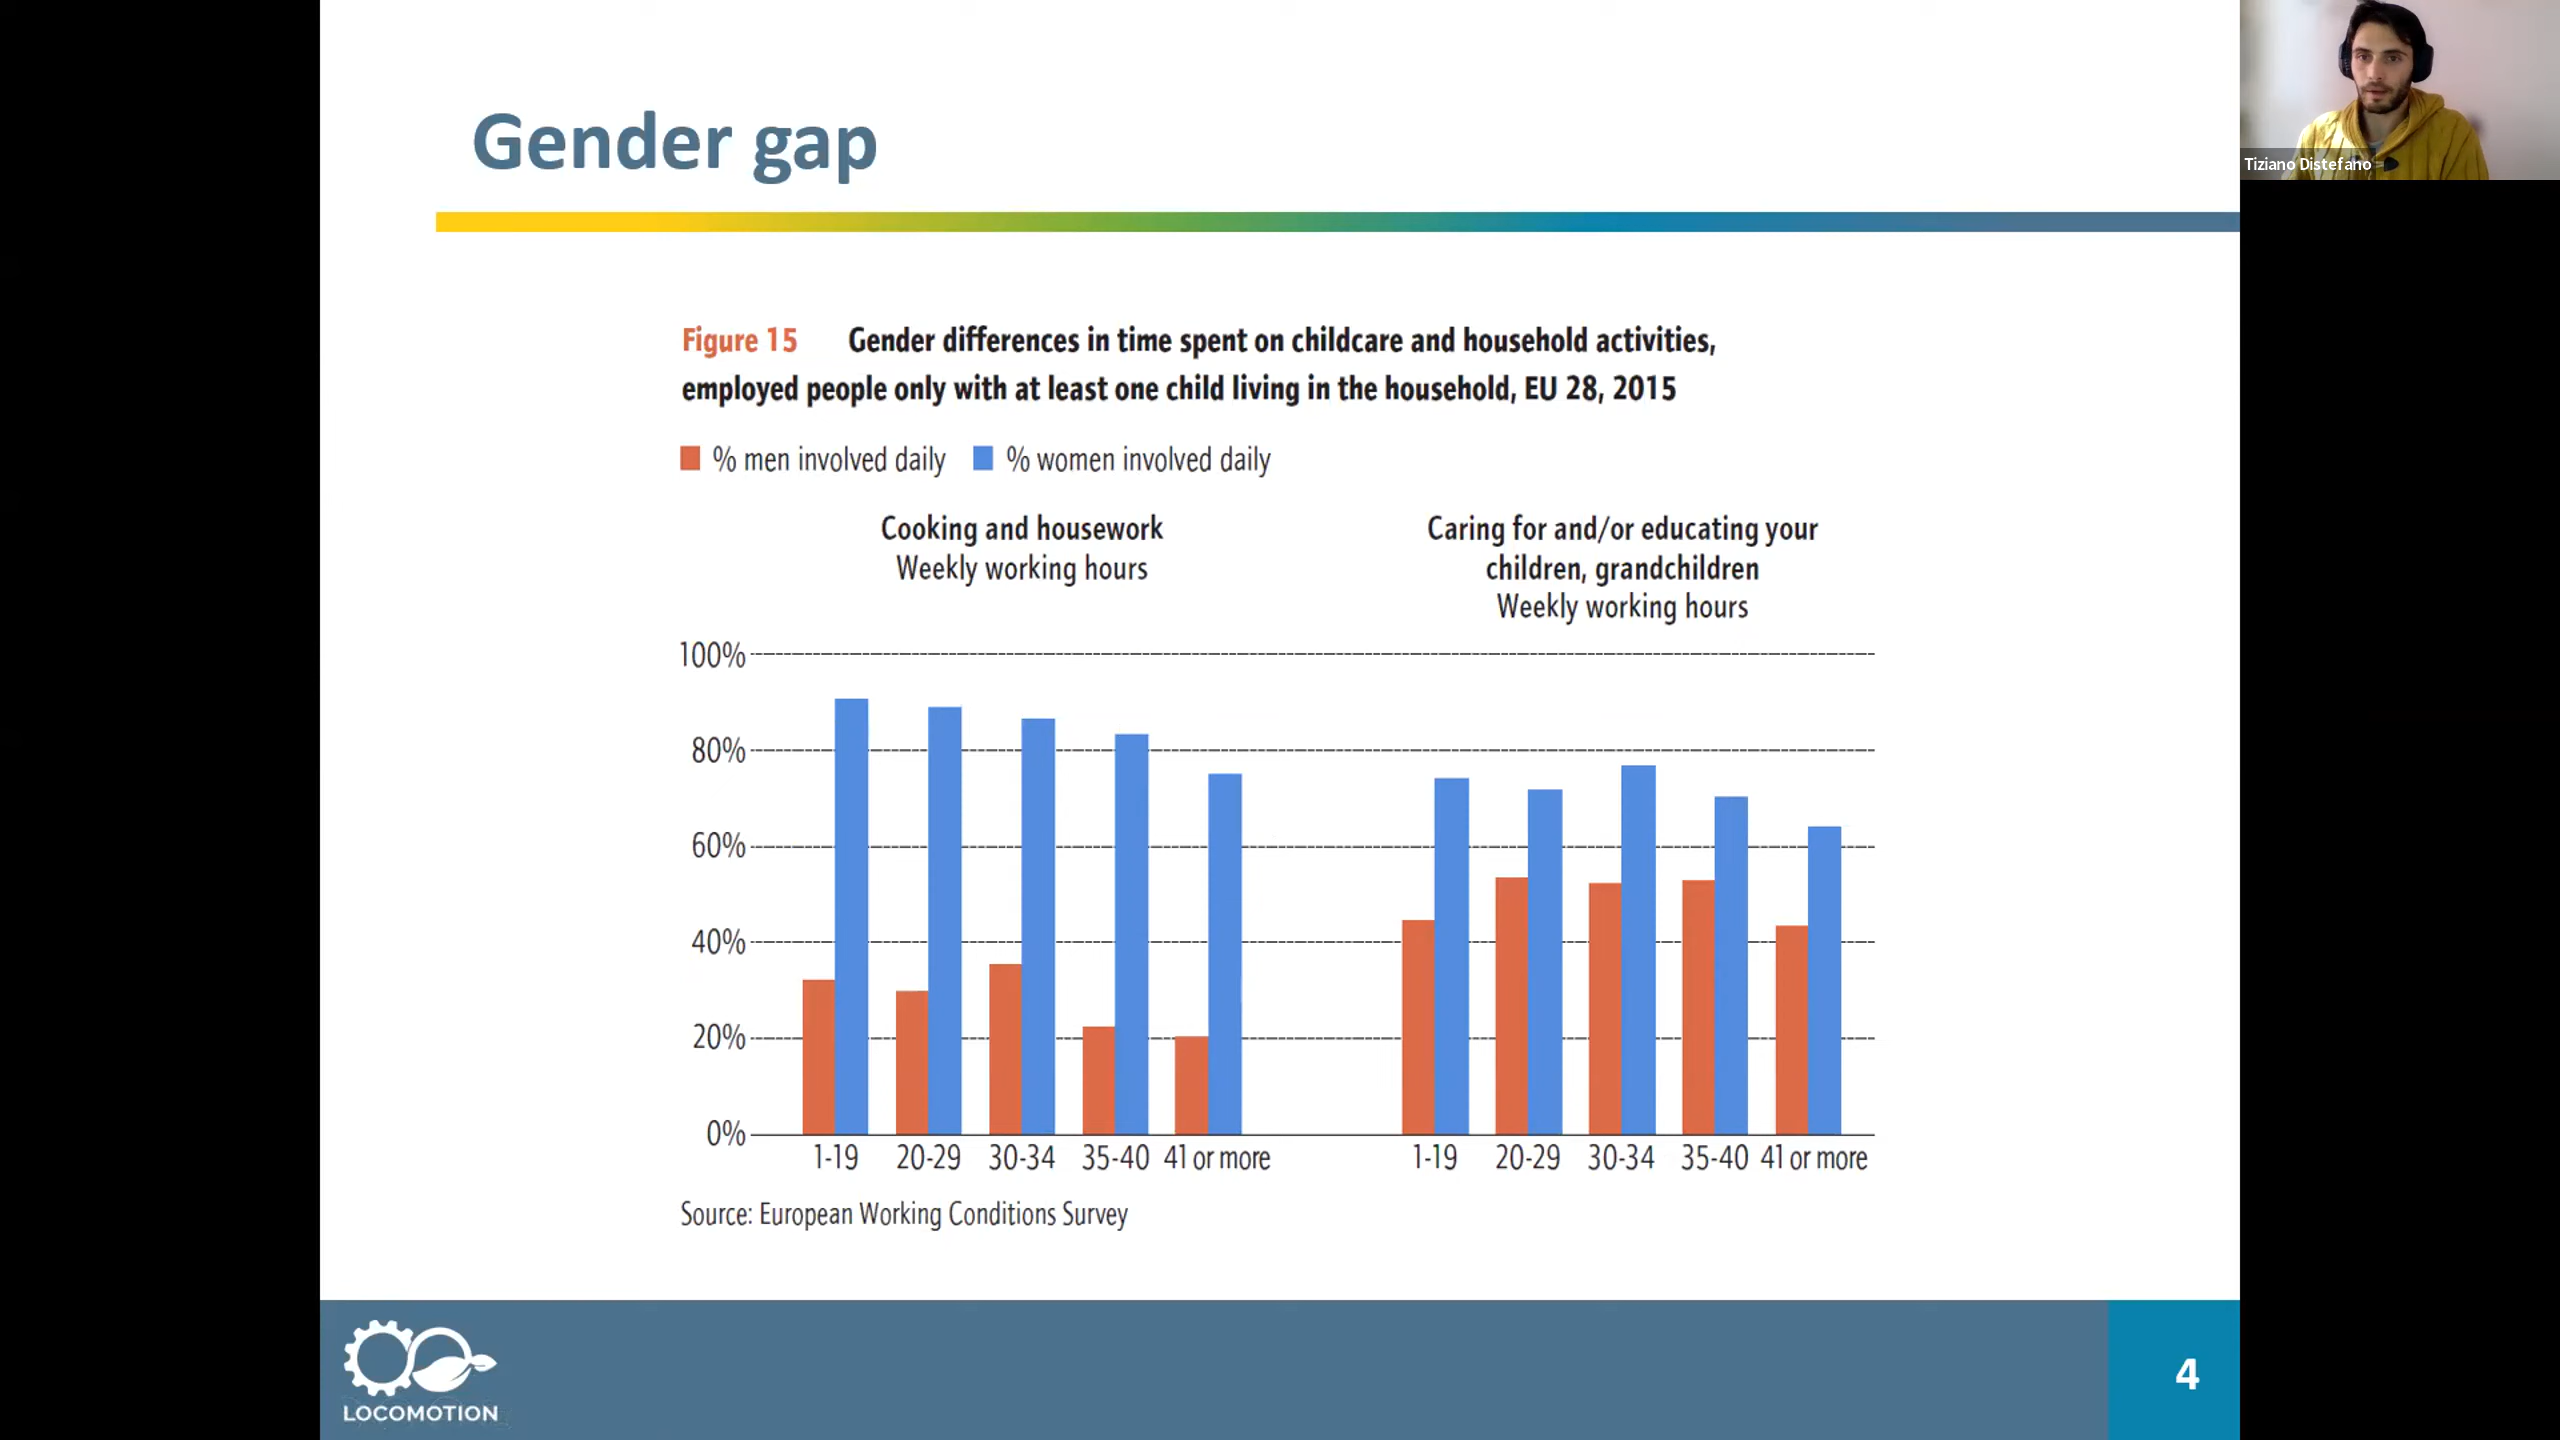 Gender gap
Tiziano Distefano
Figure 15 Gender differences in time spent on childcare and household activities,
employed people only with at least one child living in the household, EU 28, 2015
% men involved daily % women involved daily
Cooking and housework
Weekly working hours
Caring for and/or educating your
children, grandchildren
Weekly working hours
100%
80%
60%
40%
20%
0%
1-19 20-29 30-34 35-40 41 or more
1-19 20-29 30-34 35-40 41 or more
Source: European Working Conditions Survey
LOCOMOTION
4